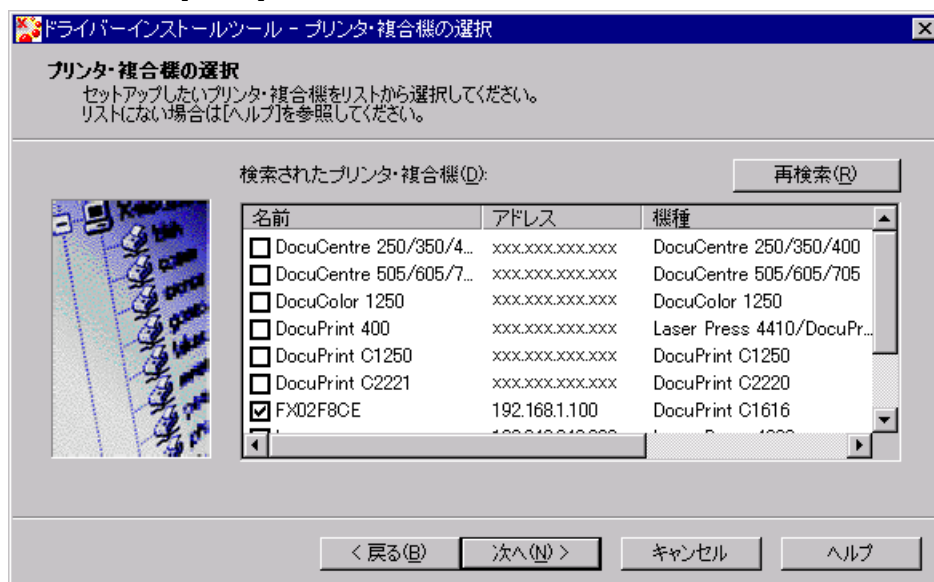 ドライバーインストールツール - プリンタ・複合機の選択
プリンタ・複合機の選択
セットアップしたいプリンタ・複合機をリストから選択してください。
リストにない場合は[ヘルプ]を参照してください。
検索されたプリンタ・複合機(D):
再検索(R)
名前 アドレス 機種
DocuCentre 250/350/4... xxx.xxx.xxx.xxx DocuCentre 250/350/400
DocuCentre 505/605/7... xxx.xxx.xxx.xxx DocuCentre 505/605/705
DocuColor 1250 xxx.xxx.xxx.xxx DocuColor 1250
DocuPrint 400 xxx.xxx.xxx.xxx Laser Press 4410/DocuPr...
DocuPrint C1250 xxx.xxx.xxx.xxx DocuPrint C1250
DocuPrint C2221 xxx.xxx.xxx.xxx DocuPrint C2220
FX02F8CE 192.168.1.100 DocuPrint C1616
< 戻る(B) 次へ(N) > キャンセル ヘルプ